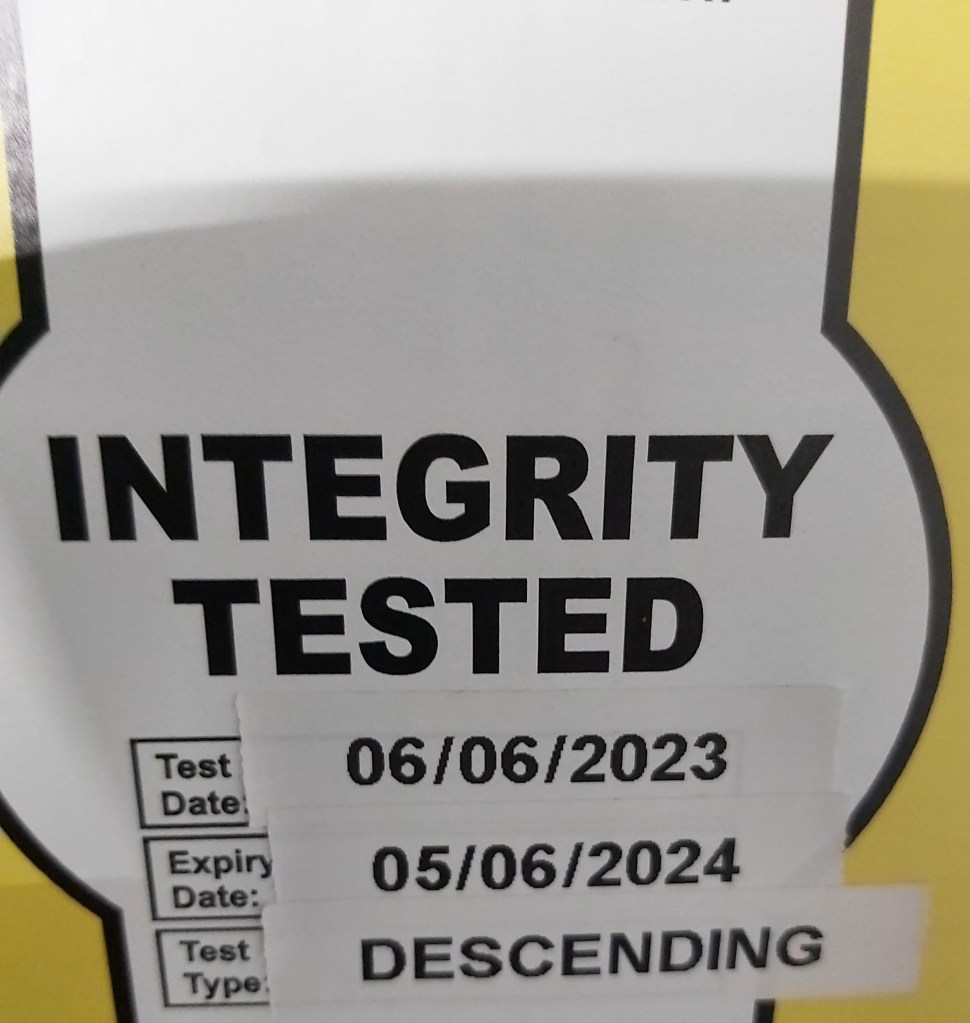 INTEGRITY
TESTED
Test
Date:
06/06/2023
Expiry
Date:
05/06/2024
Test
Type:
DESCENDING